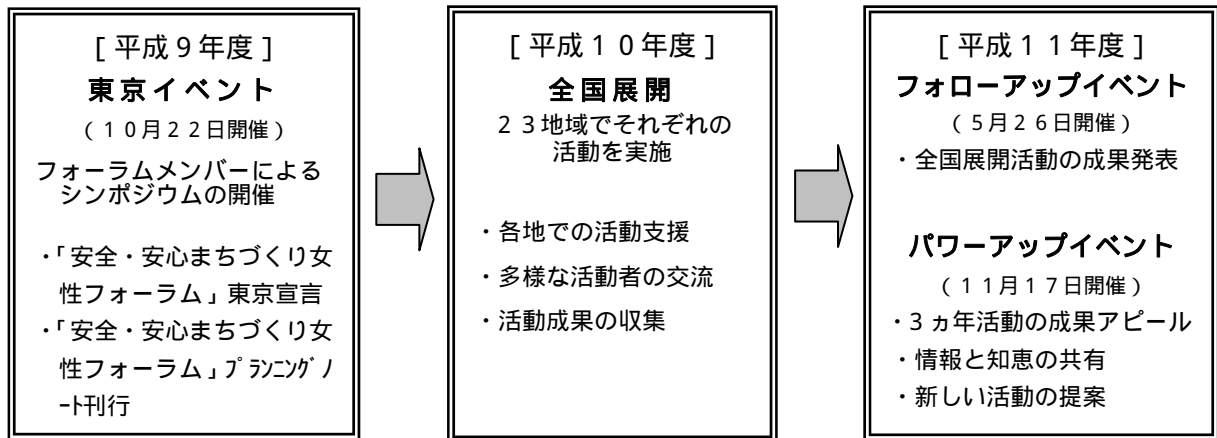 [平成9年度]
東京イベント
(10月22日開催)
フォーラムメンバーによる
シンポジウムの開催
・「安全・安心まちづくり女
性フォーラム」東京宣言
・「安全・安心まちづくり女
性フォーラム」プランニングノ
ート刊行
[平成10年度]
全国展開
23地域でそれぞれの
活動を実施
・各地での活動支援
・多様な活動者の交流
・活動成果の収集
[平成11年度]
フォローアップイベント
(5月26日開催)
・全国展開活動の成果発表
パワーアップイベント
(11月17日開催)
・3ヵ年活動の成果アピール
・情報と知恵の共有
・新しい活動の提案